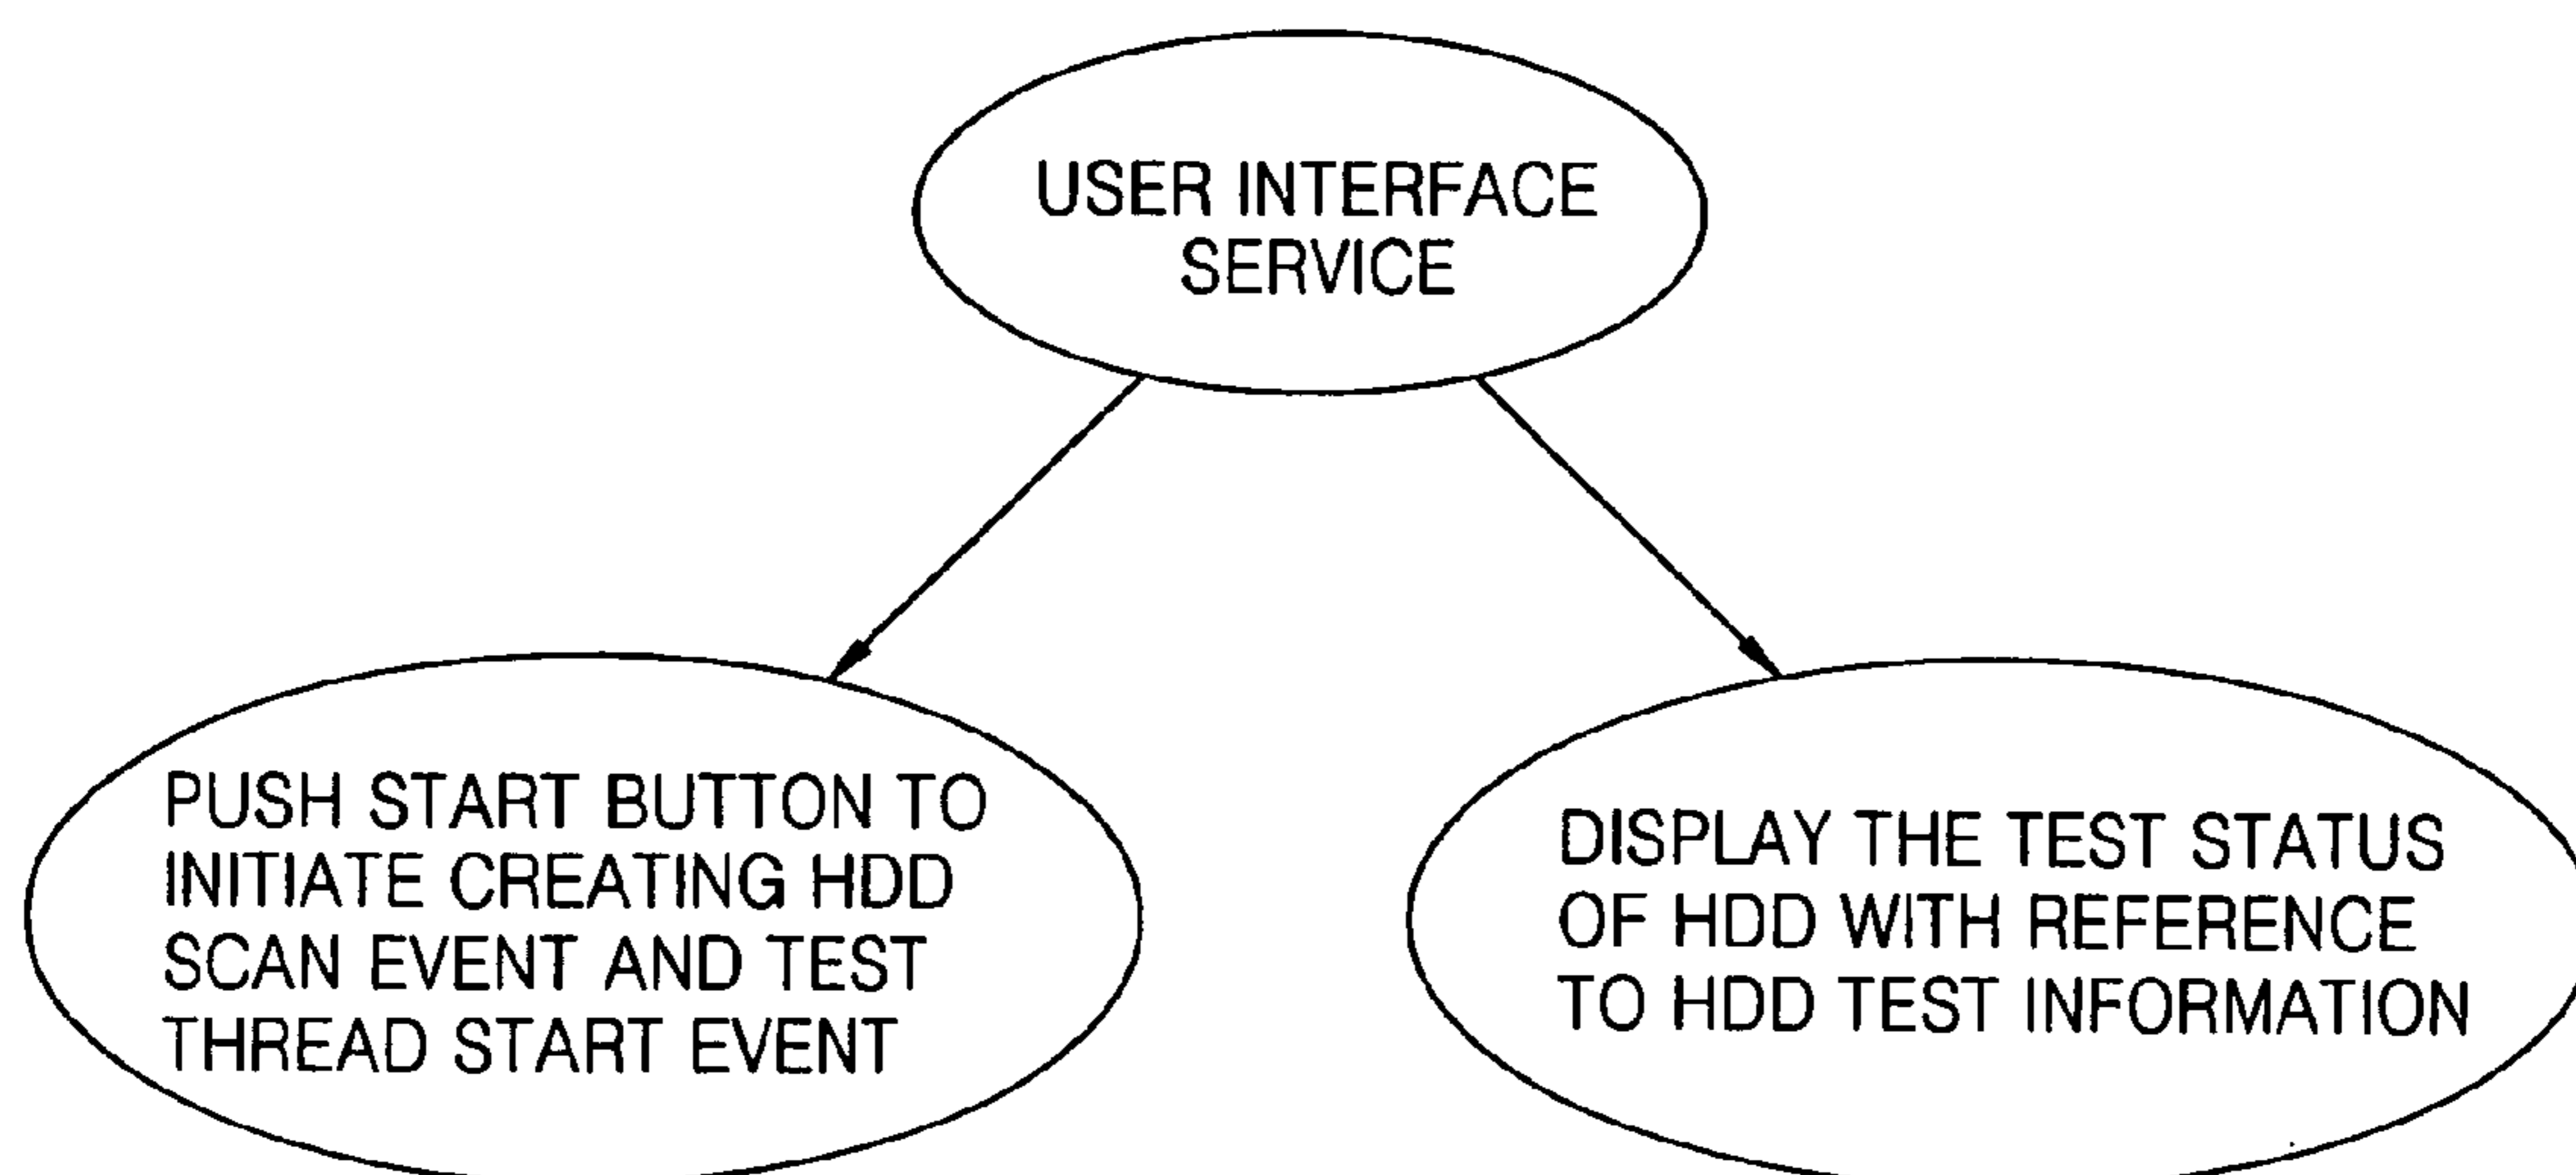 USER INTERFACE
SERVICE
PUSH START BUTTON TO
INITIATE CREATING HDD
SCAN EVENT AND TEST
THREAD START EVENT
DISPLAY THE TEST STATUS
OF HDD WITH REFERENCE
TO HDD TEST INFORMATION